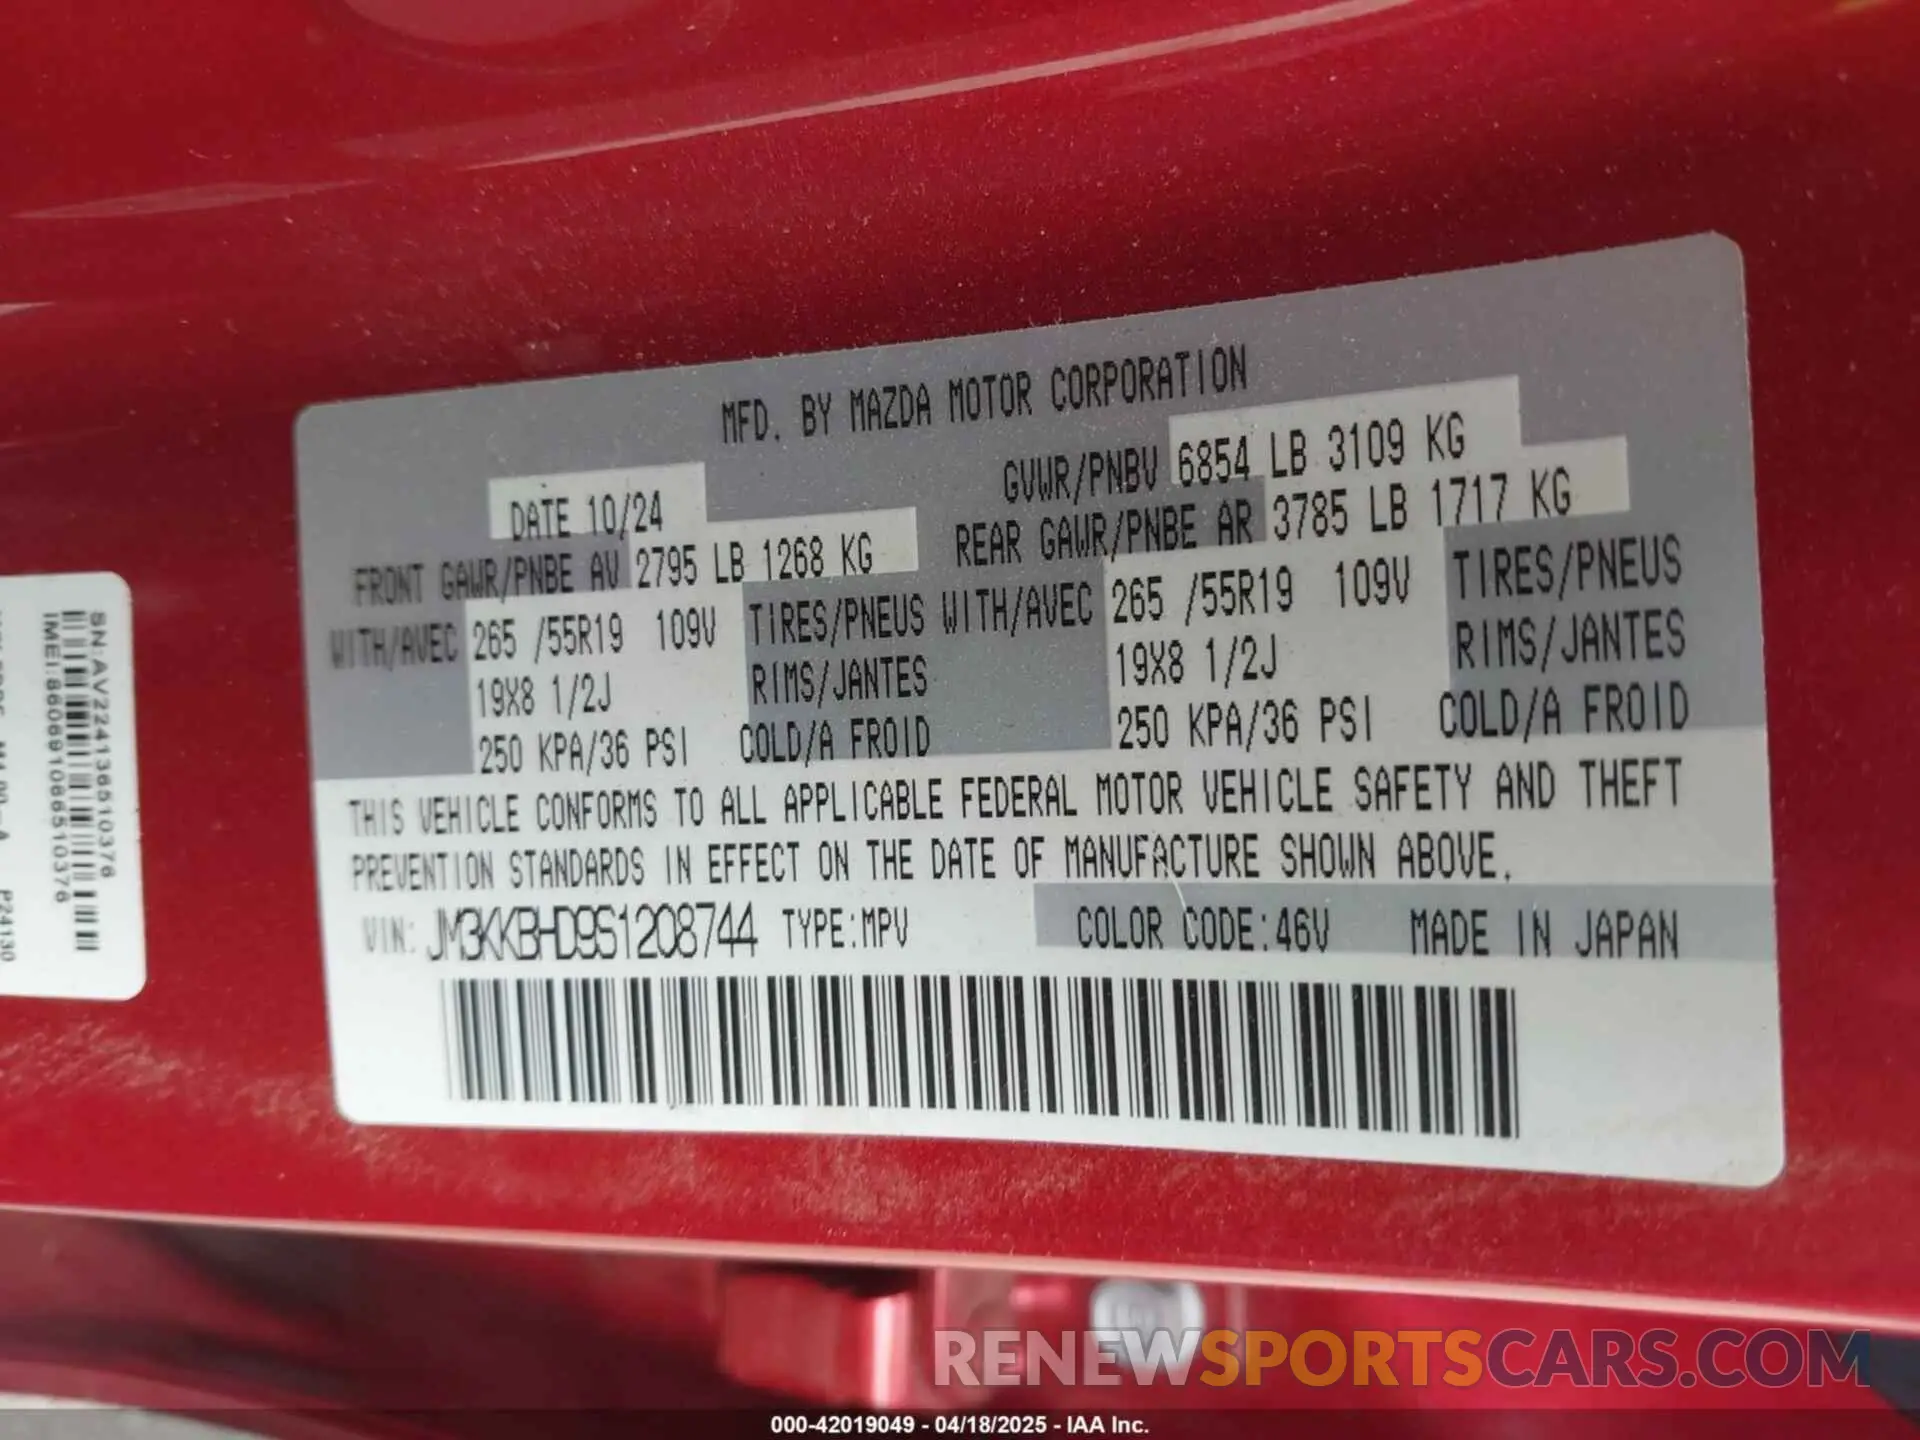 MFD. BY MAZDA MOTOR CORPORATION
DATE 10/24 GVWR/PNBV 6854 LB 3109 KG
FRONT GAWR/PNBE AV 2795 LB 1268 KG REAR GAWR/PNBE AR 3785 LB 1717 KG
WITH/AVEC 265 /55R19 109V TIRES/PNEUS WITH/AVEC 265 /55R19 109V TIRES/PNEUS
19X8 1/2J RIMS/JANTES 19X8 1/2J RIMS/JANTES
250 KPA/36 PSI COLD/A FROID 250 KPA/36 PSI COLD/A FROID
THIS VEHICLE CONFORMS TO ALL APPLICABLE FEDERAL MOTOR VEHICLE SAFETY AND THEFT
PREVENTION STANDARDS IN EFFECT ON THE DATE OF MANUFACTURE SHOWN ABOVE.
VIN: JM3KKBHD9S1208744 TYPE:MPV COLOR CODE:46V MADE IN JAPAN
SN:AV22413651 0376
IMEI:860691086510376
P24130
RENEWSPORTSCARS.COM
000-42019049 - 04/18/2025 - IAA Inc.